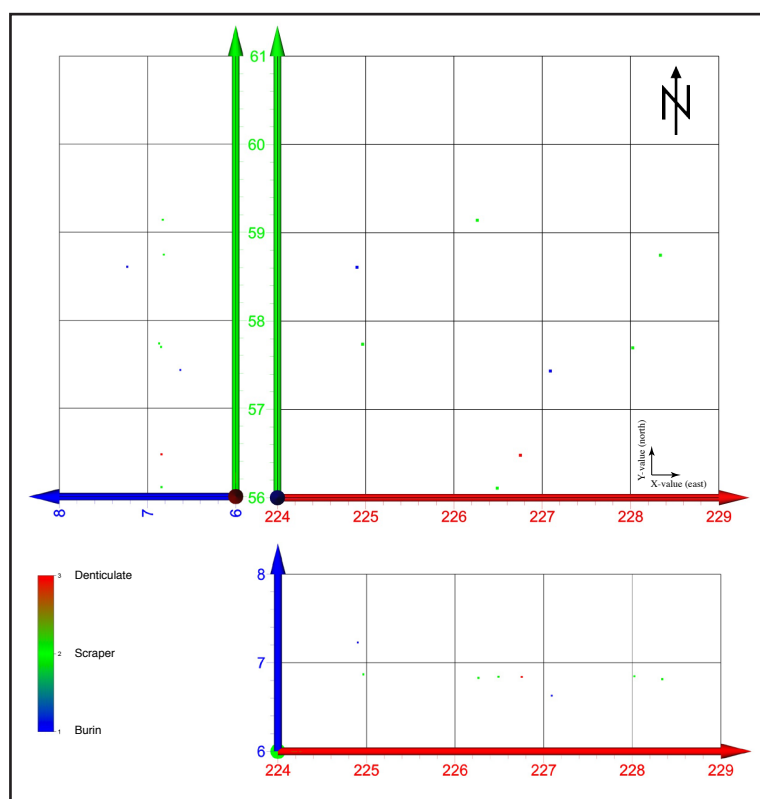 61
60
59
58
57
56
N
Y-value (north)
X-value (east)
8 7 6
224 225 226 227 228 229
3 Denticulate
2 Scraper
1 Burin
8
7
6
224 225 226 227 228 229